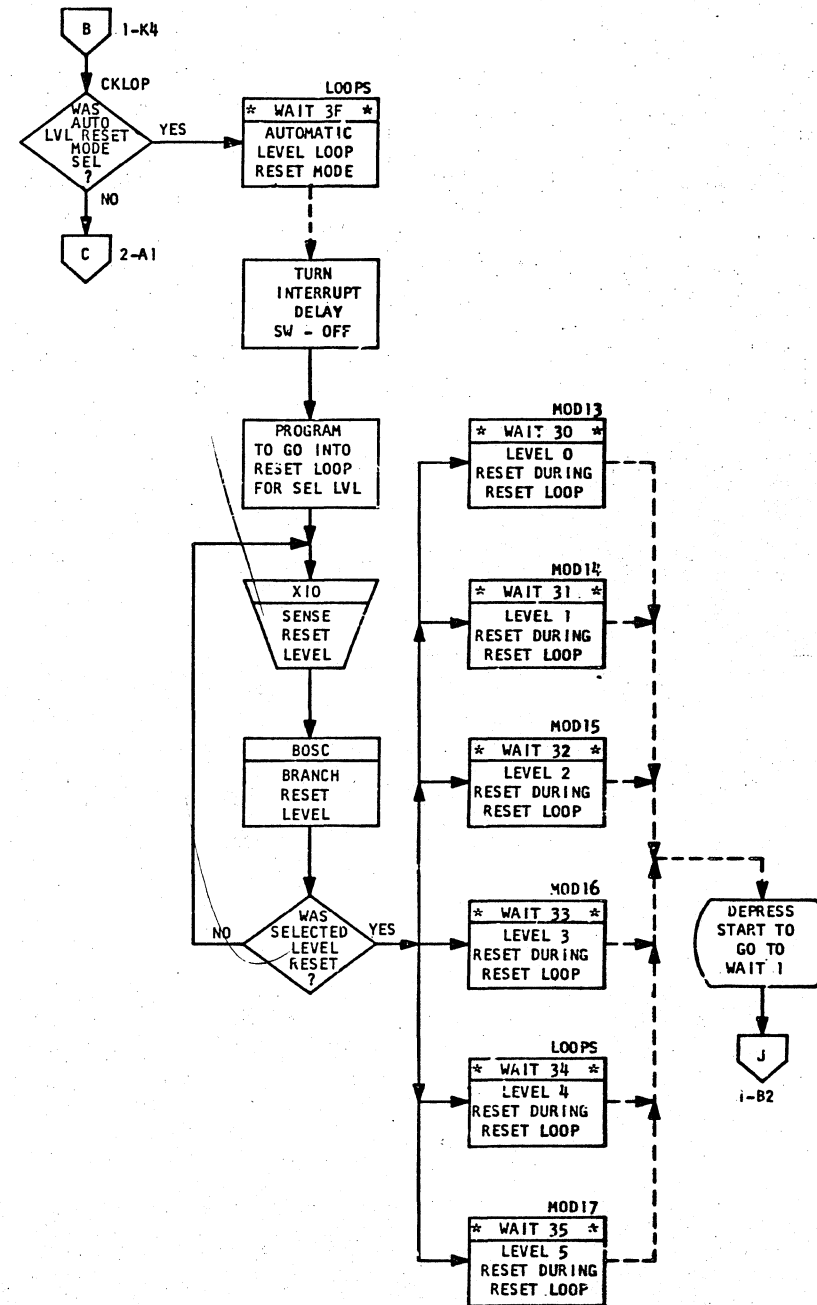 B 1-K4
CKLOP
WAS
AUTO
LVL RESET
MODE
SEL
?
YES
NO
C 2-A1
LOOPS
* WAIT 3F *
AUTOMATIC
LEVEL LOOP
RESET MODE
TURN
INTERRUPT
DELAY
SW - OFF
PROGRAM
TO GO INTO
RESET LOOP
FOR SEL LVL
XIO
SENSE
RESET
LEVEL
BOSC
BRANCH
RESET
LEVEL
WAS
SELECTED
LEVEL
RESET
?
NO
YES
MOD13
* WAIT 30 *
LEVEL 0
RESET DURING
RESET LOOP
MOD14
* WAIT 31 *
LEVEL 1
RESET DURING
RESET LOOP
MOD15
* WAIT 32 *
LEVEL 2
RESET DURING
RESET LOOP
MOD16
* WAIT 33 *
LEVEL 3
RESET DURING
RESET LOOP
LOOPS
* WAIT 34 *
LEVEL 4
RESET DURING
RESET LOOP
MOD17
* WAIT 35 *
LEVEL 5
RESET DURING
RESET LOOP
DEPRESS
START TO
GO TO
WAIT 1
J
i-B2